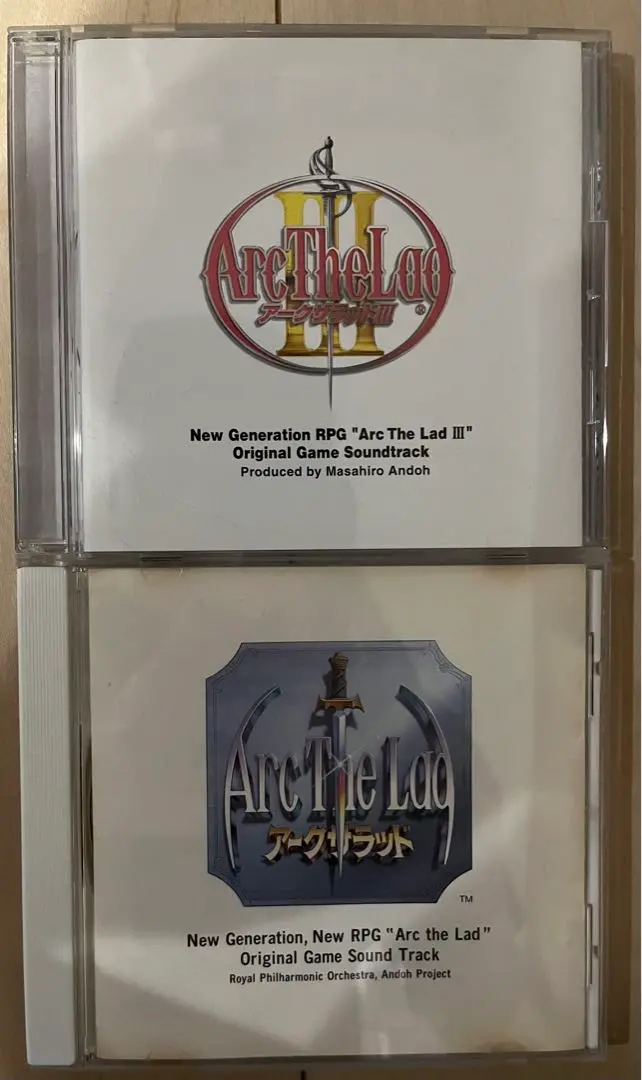 III
Arc The Lad
アークザラッドIII
®
New Generation RPG "Arc The Lad III"
Original Game Soundtrack
Produced by Masahiro Andoh
Arc The Lad
アークザラッド
TM
New Generation, New RPG "Arc the Lad"
Original Game Sound Track
Royal Philharmonic Orchestra, Andoh Project